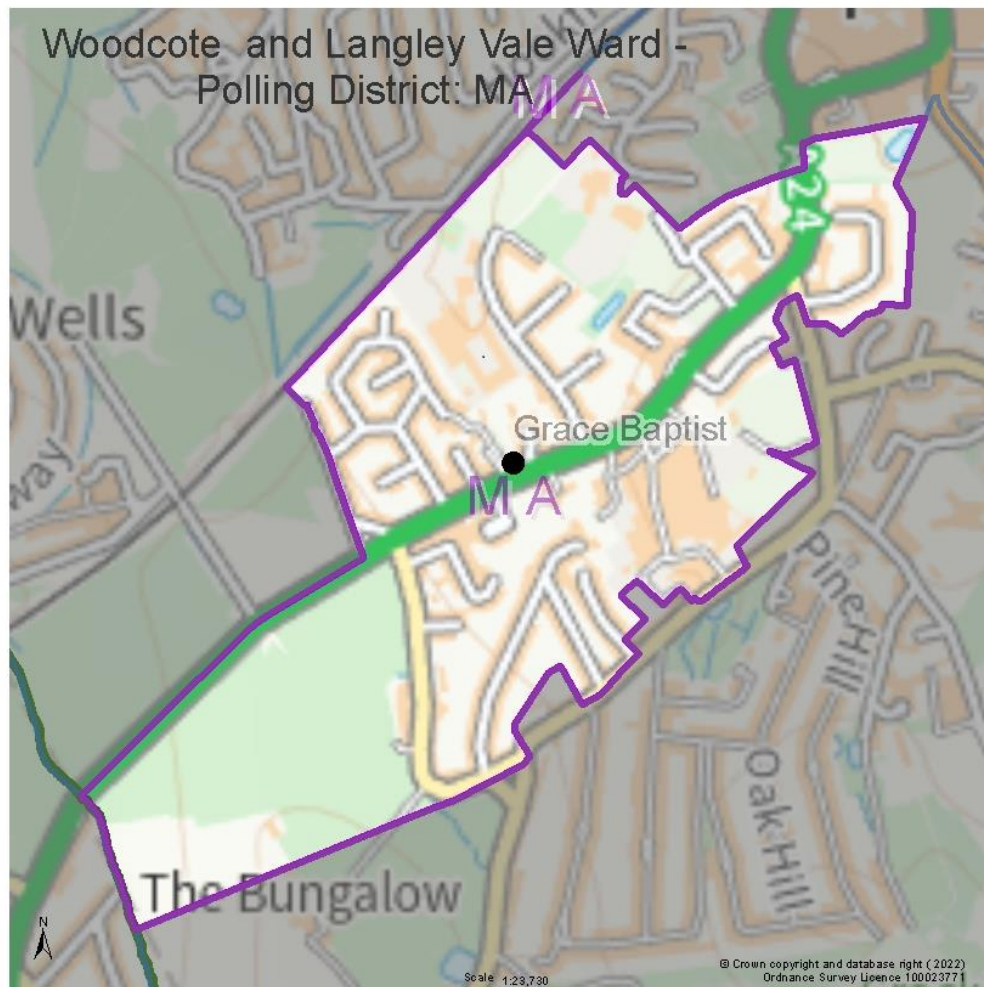 Woodcote and Langley Vale Ward -
Polling District: MA
MA
A24
Wells
Grace Baptist
MA
way
Pine Hill
Oak Hill
The Bungalow
N
Scale 1:23,730
© Crown copyright and database right (2022)
Ordnance Survey Licence 100023771